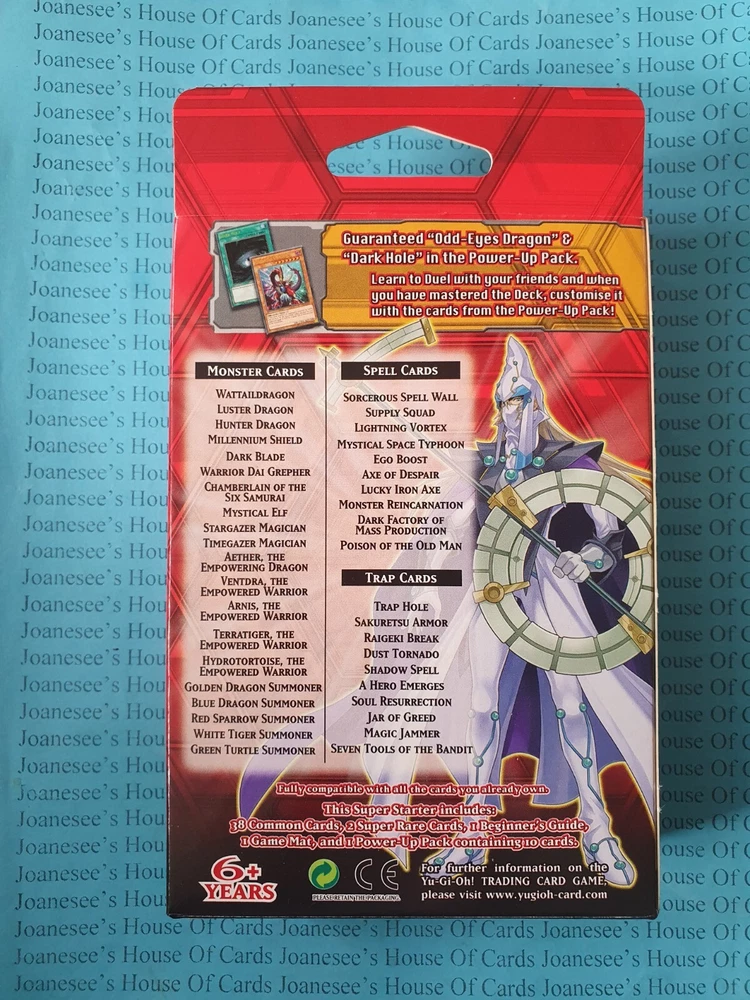 Joanesee's House Of Cards Joanesee's House Of Cards
Guaranteed "Odd-Eyes Dragon" &
"Dark Hole" in the Power-Up Pack.
Learn to Duel with your friends and when
you have mastered the Deck, customise it
with the cards from the Power-Up Pack!
Monster Cards
Wattaildragon
Luster Dragon
Hunter Dragon
Millennium Shield
Dark Blade
Warrior Dai Grepher
Chamberlain of the
Six Samurai
Mystical Elf
Stargazer Magician
Timegazer Magician
Aether, the
Empowering Dragon
Ventdra, the
Empowered Warrior
Arnis, the
Empowered Warrior
Terratiger, the
Empowered Warrior
Hydrotortoise, the
Empowered Warrior
Golden Dragon Summoner
Blue Dragon Summoner
Red Sparrow Summoner
White Tiger Summoner
Green Turtle Summoner
Spell Cards
Sorcerous Spell Wall
Supply Squad
Lightning Vortex
Mystical Space Typhoon
Ego Boost
Axe of Despair
Lucky Iron Axe
Monster Reincarnation
Dark Factory of
Mass Production
Poison of the Old Man
Trap Cards
Trap Hole
Sakuretsu Armor
Raigeki Break
Dust Tornado
Shadow Spell
A Hero Emerges
Soul Resurrection
Jar of Greed
Magic Jammer
Seven Tools of the Bandit
Fully compatible with all the cards you already own.
This Super Starter includes:
38 Common Cards, 2 Super Rare Cards, 1 Beginner's Guide,
1 Game Mat, and 1 Power-Up Pack containing 10 cards.
6+
YEARS
PLEASE RETAIN THE PACKAGING.
CE
For further information on the
Yu-Gi-Oh! TRADING CARD GAME,
please visit www.yugioh-card.com